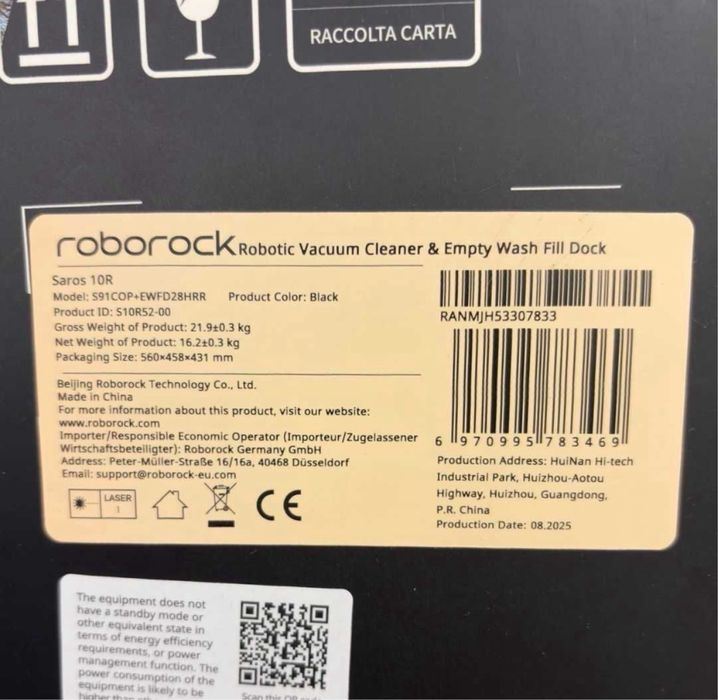 RACCOLTA CARTA
roborock Robotic Vacuum Cleaner & Empty Wash Fill Dock
Saros 10R
Model: S91COP+EWFD28HRR Product Color: Black
Product ID: S10R52-00
Gross Weight of Product: 21.9±0.3 kg
Net Weight of Product: 16.2±0.3 kg
Packaging Size: 560×458×431 mm
RANMJH53307833
6 970995 783469
Beijing Roborock Technology Co., Ltd.
Made in China
For more information about this product, visit our website:
www.roborock.com
Importer/Responsible Economic Operator (Importeur/Zugelassener
Wirtschaftsbeteiligter): Roborock Germany GmbH
Address: Peter-Müller-Straße 16/16a, 40468 Düsseldorf
Email: support@roborock-eu.com
LASER
1
CE
Production Address: HuiNan Hi-tech
Industrial Park, Huizhou-Aotou
Highway, Huizhou, Guangdong,
P.R. China
Production Date: 08.2025
The equipment does not
have a standby mode or
other equivalent state in
terms of energy efficiency
requirements, or power
management function. The
power consumption of the
equipment is likely to be
higher than
Scan this QR